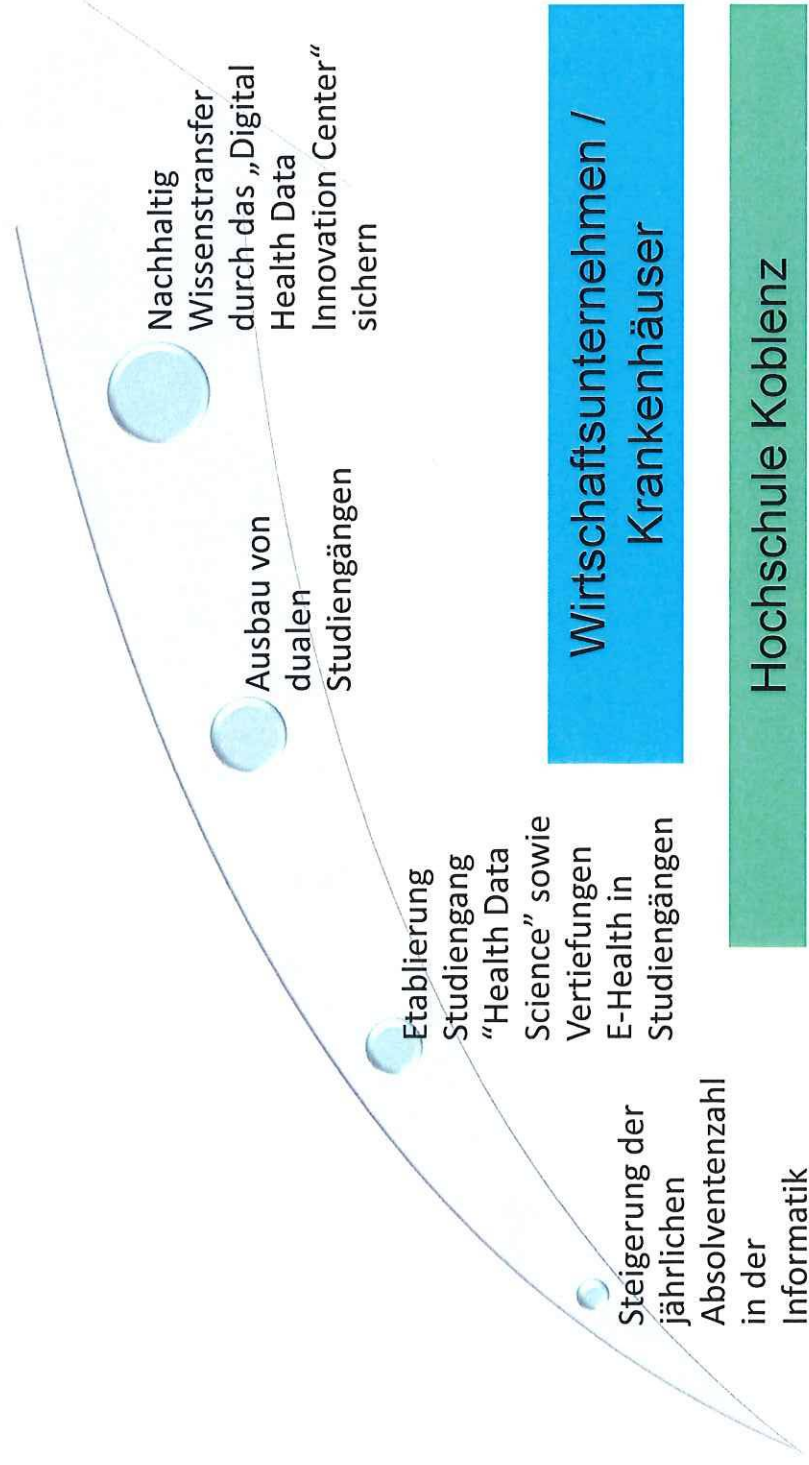 Steigerung der
jährlichen
Absolventenzahl
in der
Informatik
Etablierung
Studiengang
“Health Data
Science” sowie
Vertiefungen
E-Health in
Studiengängen
Ausbau von
dualen
Studiengängen
Nachhaltig
Wissenstransfer
durch das „Digital
Health Data
Innovation Center“
sichern
Wirtschaftsunternehmen /
Krankenhäuser
Hochschule Koblenz